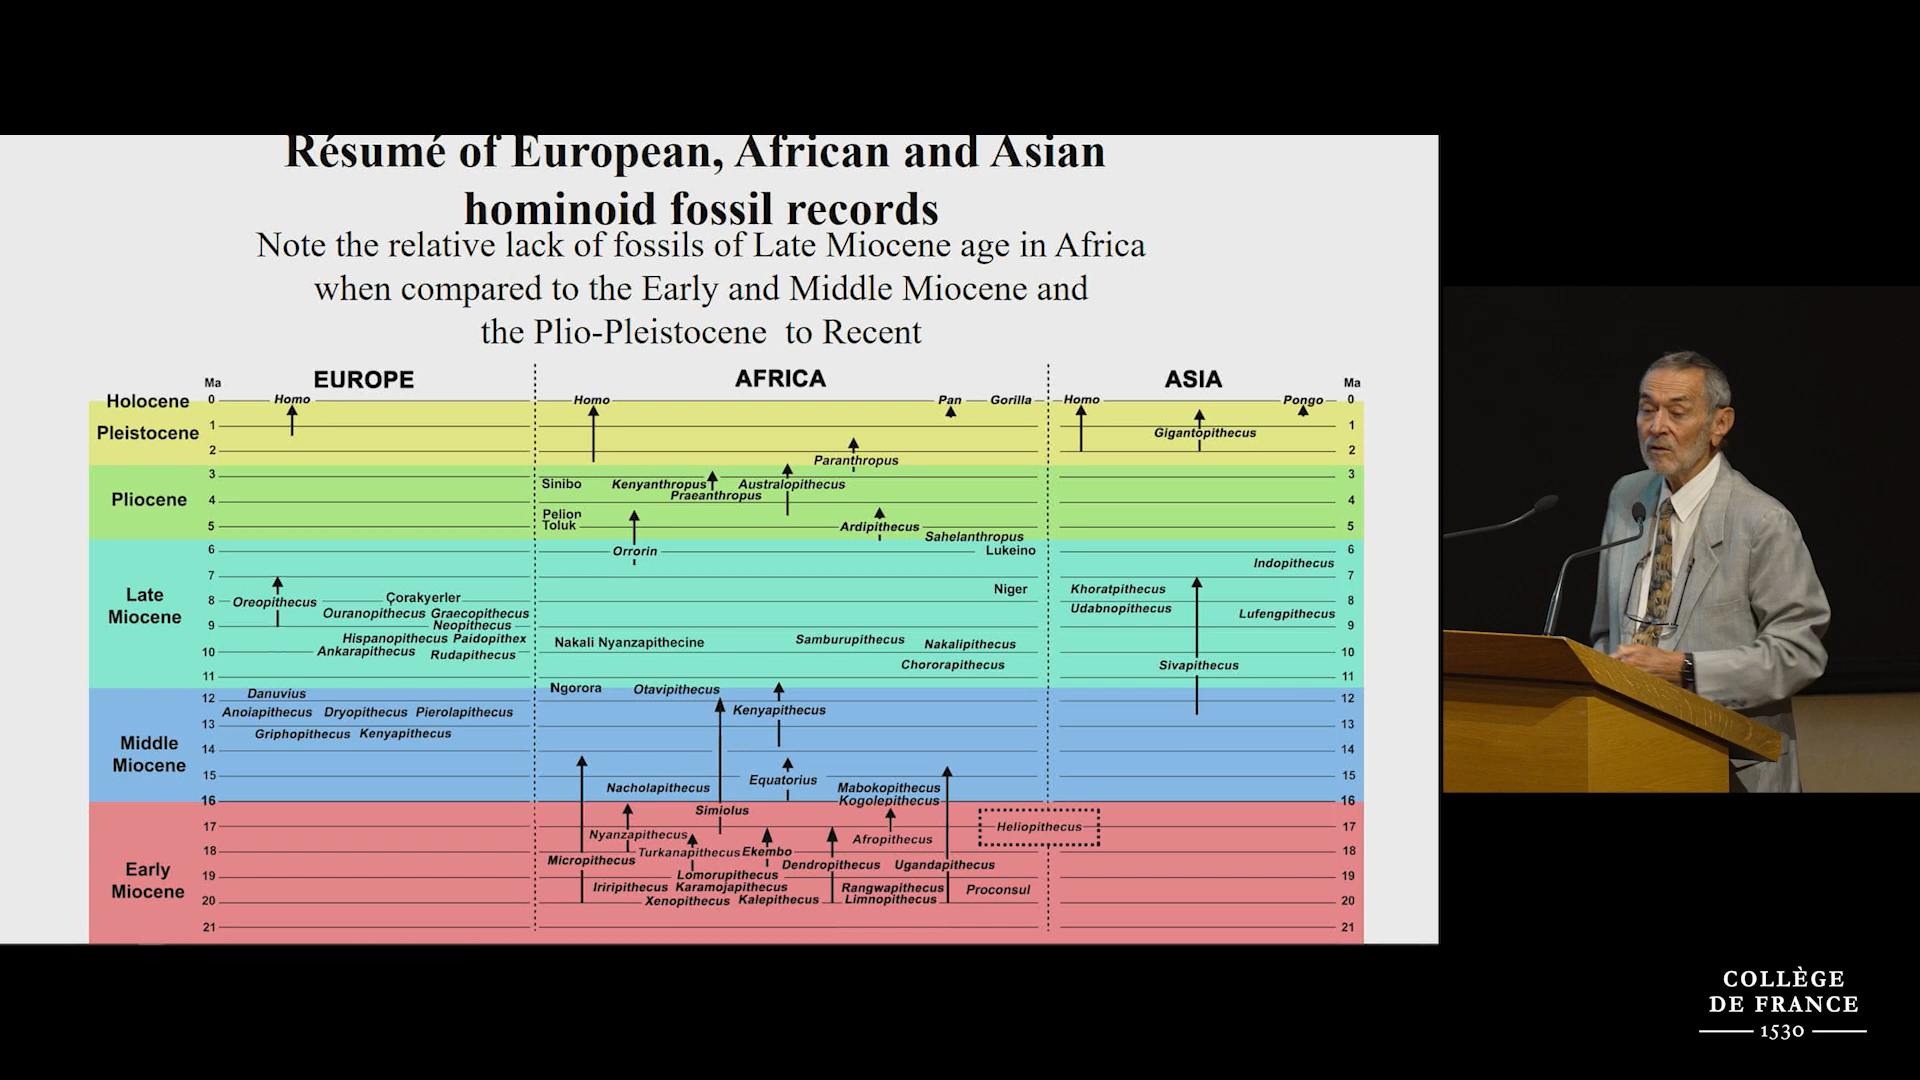 Résumé of European, African and Asian
hominoid fossil records
Note the relative lack of fossils of Late Miocene age in Africa
when compared to the Early and Middle Miocene and
the Plio-Pleistocene to Recent
Ma EUROPE AFRICA ASIA Ma
Holocene 0 Homo Homo Pan Gorilla Homo Pongo 0
Pleistocene 1 Gigantopithecus 1
2 Paranthropus 2
3 Sinibo Kenyanthropus Australopithecus 3
Pliocene 4 Praeanthropus 4
Pelion
5 Toluk Ardipithecus 5
Sahelanthropus
6 Orrorin Lukeino 6
Indopithecus
7 Niger Khoratpithecus 7
Late
Miocene
8 Oreopithecus Çorakyerler Udabnopithecus 8
Ouranopithecus Graecopithecus Lufengpithecus
9 Neopithecus 9
Hispanopithecus Paidopithex Nakali Nyanzapithecine Samburupithecus Nakalipithecus
10 Ankarapithecus Rudapithecus 10
Chororapithecus Sivapithecus
11 11
Ngorora Otavipithecus
12 Danuvius 12
Anoiapithecus Dryopithecus Pierolapithecus Kenyapithecus
13 13
Griphopithecus Kenyapithecus
Middle
Miocene
14 14
15 Equatorius 15
Nacholapithecus Mabokopithecus
16 Kogolepithecus 16
Simiolus
17 Heliopithecus 17
Nyanzapithecus Afropithecus
18 Turkanapithecus Ekembo 18
Micropithecus Dendropithecus Ugandapithecus
Early
Miocene
19 Lomorupithecus 19
Iriripithecus Karamojapithecus Rangwapithecus Proconsul
20 Xenopithecus Kalepithecus Limnopithecus 20
21 21
COLLÈGE
DE FRANCE
1530